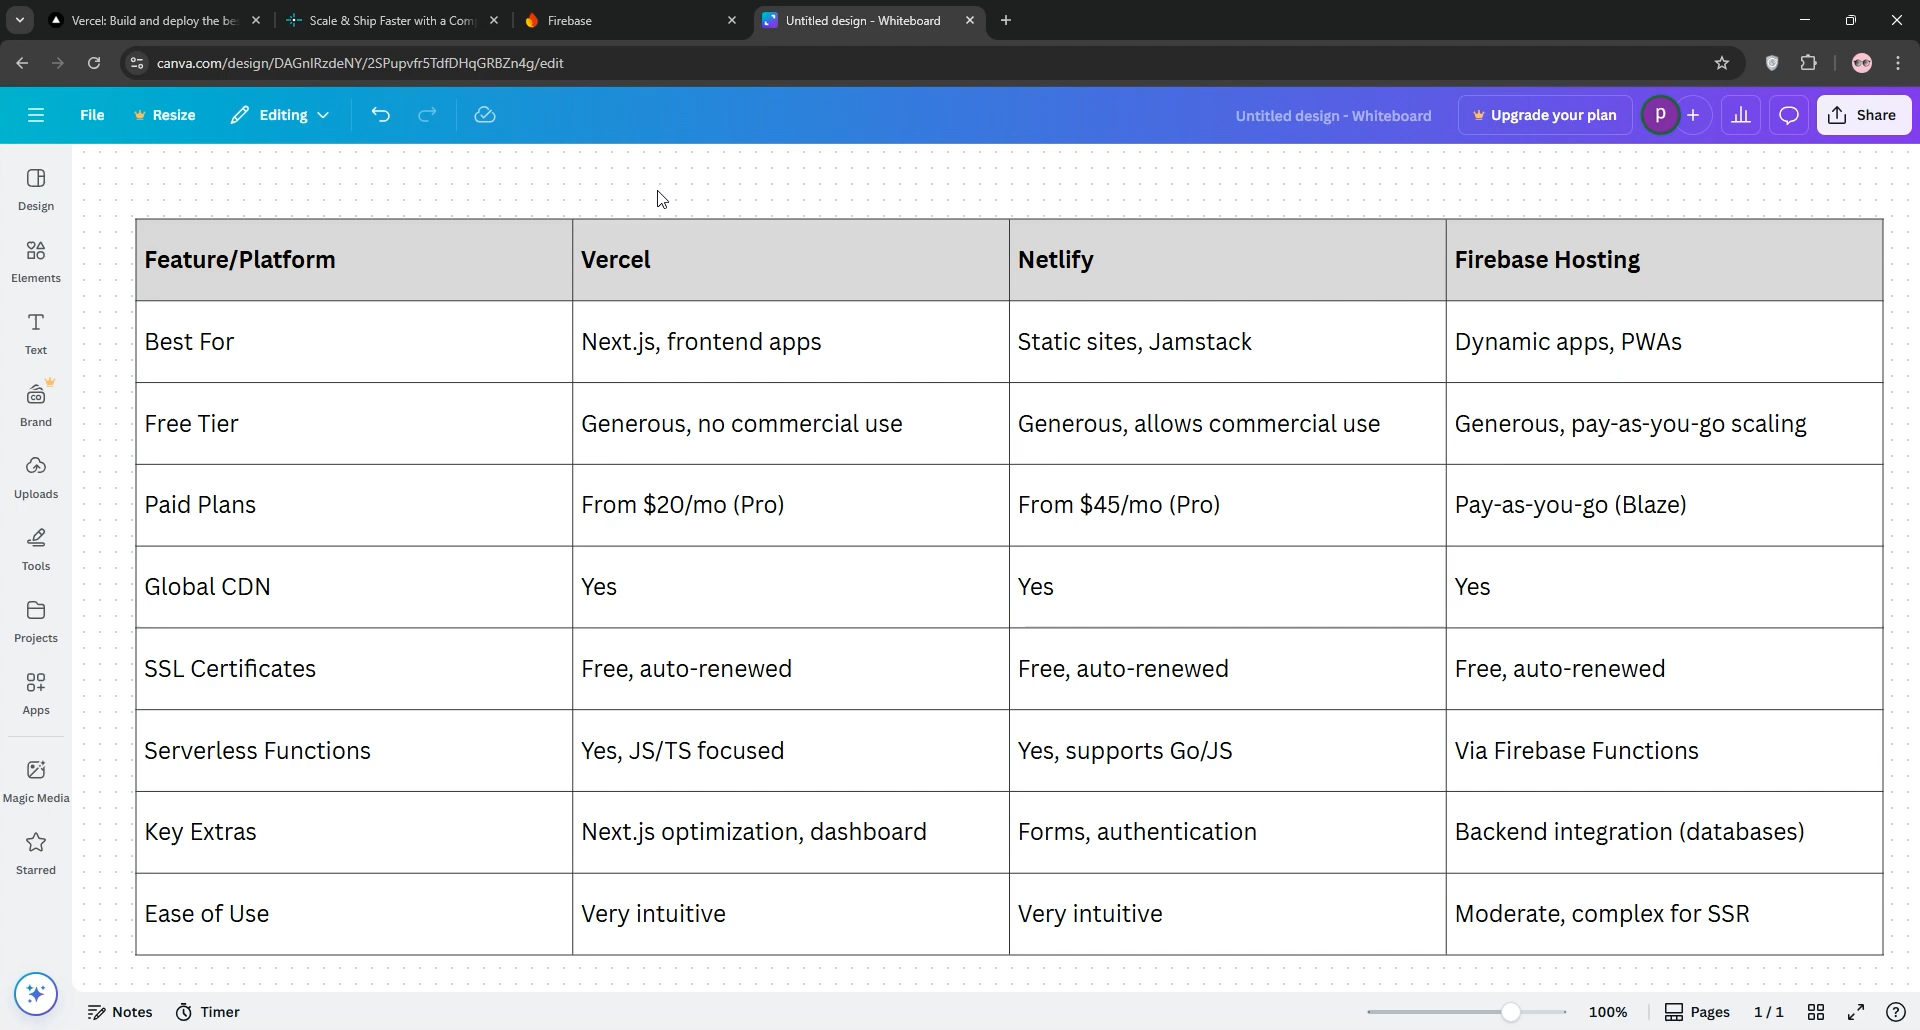 Vercel: Build and deploy the be
Scale & Ship Faster with a Com
Firebase
Untitled design - Whiteboard
canva.com/design/DAGnIRzdeNY/2SPupvfr5TdfDHqGRBZn4g/edit
File
Resize
Editing
Untitled design - Whiteboard
Upgrade your plan
p
Share
Design
Elements
Text
Brand
Uploads
Tools
Projects
Apps
Magic Media
Starred
Feature/Platform Vercel Netlify Firebase Hosting
Best For Next.js, frontend apps Static sites, Jamstack Dynamic apps, PWAs
Free Tier Generous, no commercial use Generous, allows commercial use Generous, pay-as-you-go scaling
Paid Plans From $20/mo (Pro) From $45/mo (Pro) Pay-as-you-go (Blaze)
Global CDN Yes Yes Yes
SSL Certificates Free, auto-renewed Free, auto-renewed Free, auto-renewed
Serverless Functions Yes, JS/TS focused Yes, supports Go/JS Via Firebase Functions
Key Extras Next.js optimization, dashboard Forms, authentication Backend integration (databases)
Ease of Use Very intuitive Very intuitive Moderate, complex for SSR
Notes
Timer
100%
Pages
1 / 1